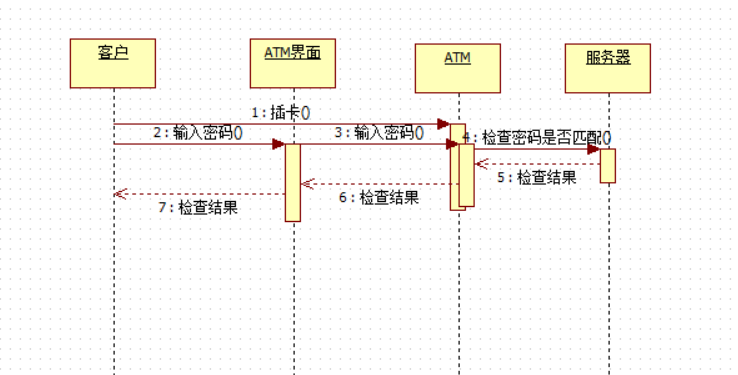 客户
ATM界面
ATM
服务器
1:插卡()
2:输入密码()
3:输入密码()
4:检查密码是否匹配()
5:检查结果
6:检查结果
7:检查结果